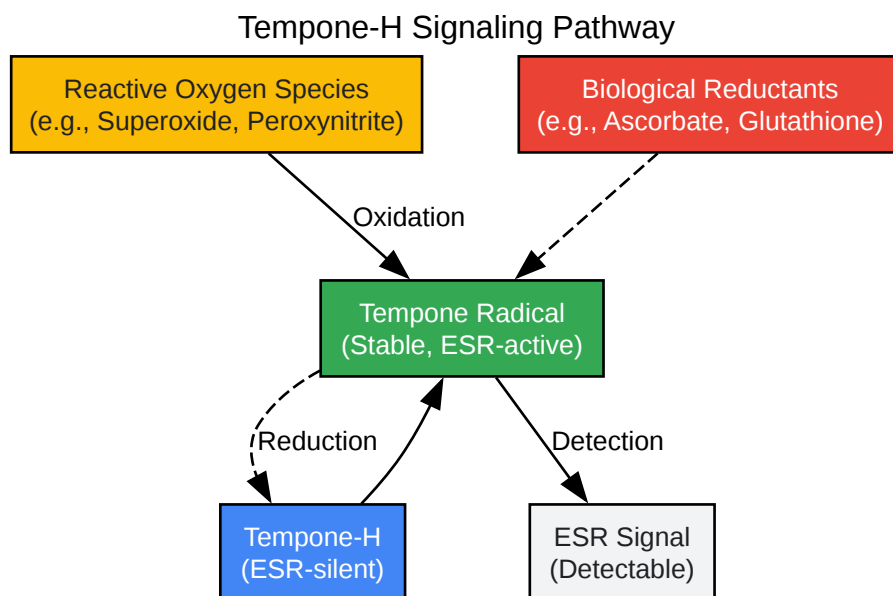 Tempone-H Signaling Pathway
Reactive Oxygen Species
(e.g., Superoxide, Peroxynitrite)
Biological Reductants
(e.g., Ascorbate, Glutathione)
Oxidation
Tempone Radical
(Stable, ESR-active)
Reduction
Detection
Tempone-H
(ESR-silent)
ESR Signal
(Detectable)